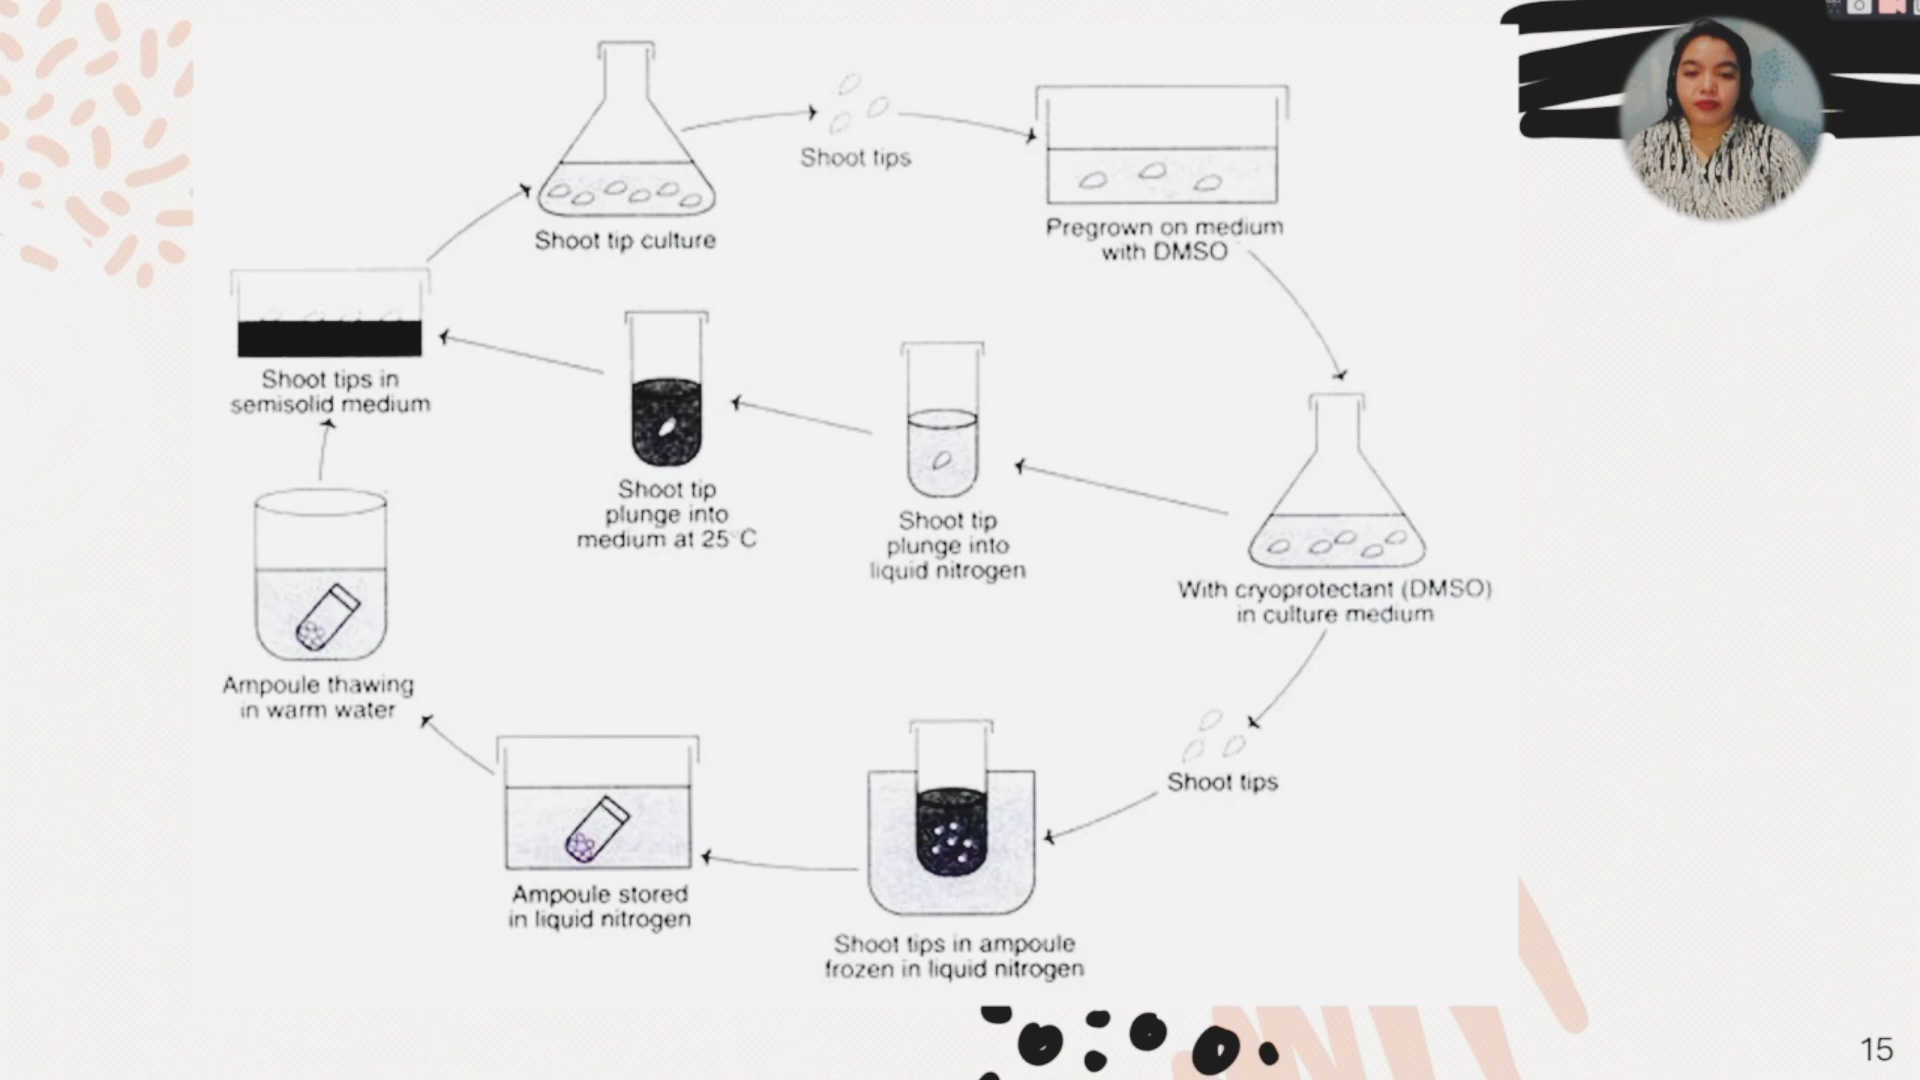 Shoot tips
Shoot tip culture
Pregrown on medium
with DMSO
Shoot tips in
semisolid medium
Shoot tip
plunge into
medium at 25°C
Shoot tip
plunge into
liquid nitrogen
With cryoprotectant (DMSO)
in culture medium
Ampoule thawing
in warm water
Shoot tips
Ampoule stored
in liquid nitrogen
Shoot tips in ampoule
frozen in liquid nitrogen
15